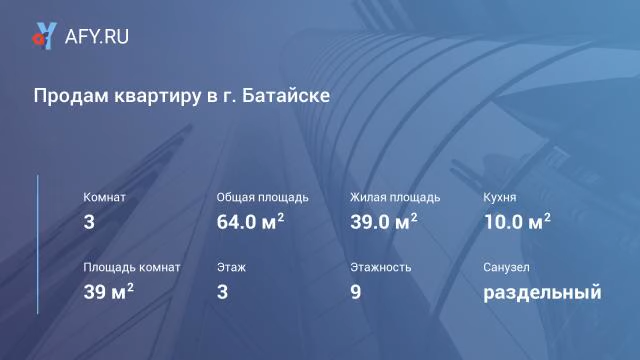 AFY.RU
Продам квартиру в г. Батайске
Комнат
3
Общая площадь
64.0 м²
Жилая площадь
39.0 м²
Кухня
10.0 м²
Площадь комнат
39 м²
Этаж
3
Этажность
9
Санузел
раздельный